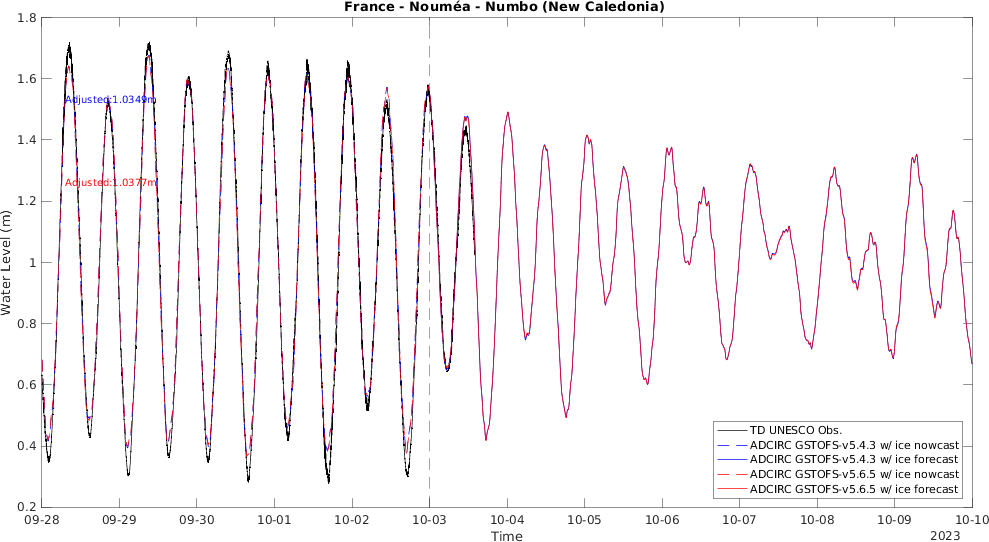 France - Nouméa - Numbo (New Caledonia)
1.8
1.6
1.4
1.2
1
0.8
0.6
0.4
0.2
Water Level (m)
Adjusted:1.0349m
Adjusted:1.0377m
TD UNESCO Obs.
ADCIRC GSTOFS-v5.4.3 w/ ice nowcast
ADCIRC GSTOFS-v5.4.3 w/ ice forecast
ADCIRC GSTOFS-v5.6.5 w/ ice nowcast
ADCIRC GSTOFS-v5.6.5 w/ ice forecast
09-28 09-29 09-30 10-01 10-02 10-03 10-04 10-05 10-06 10-07 10-08 10-09 10-10
Time
2023